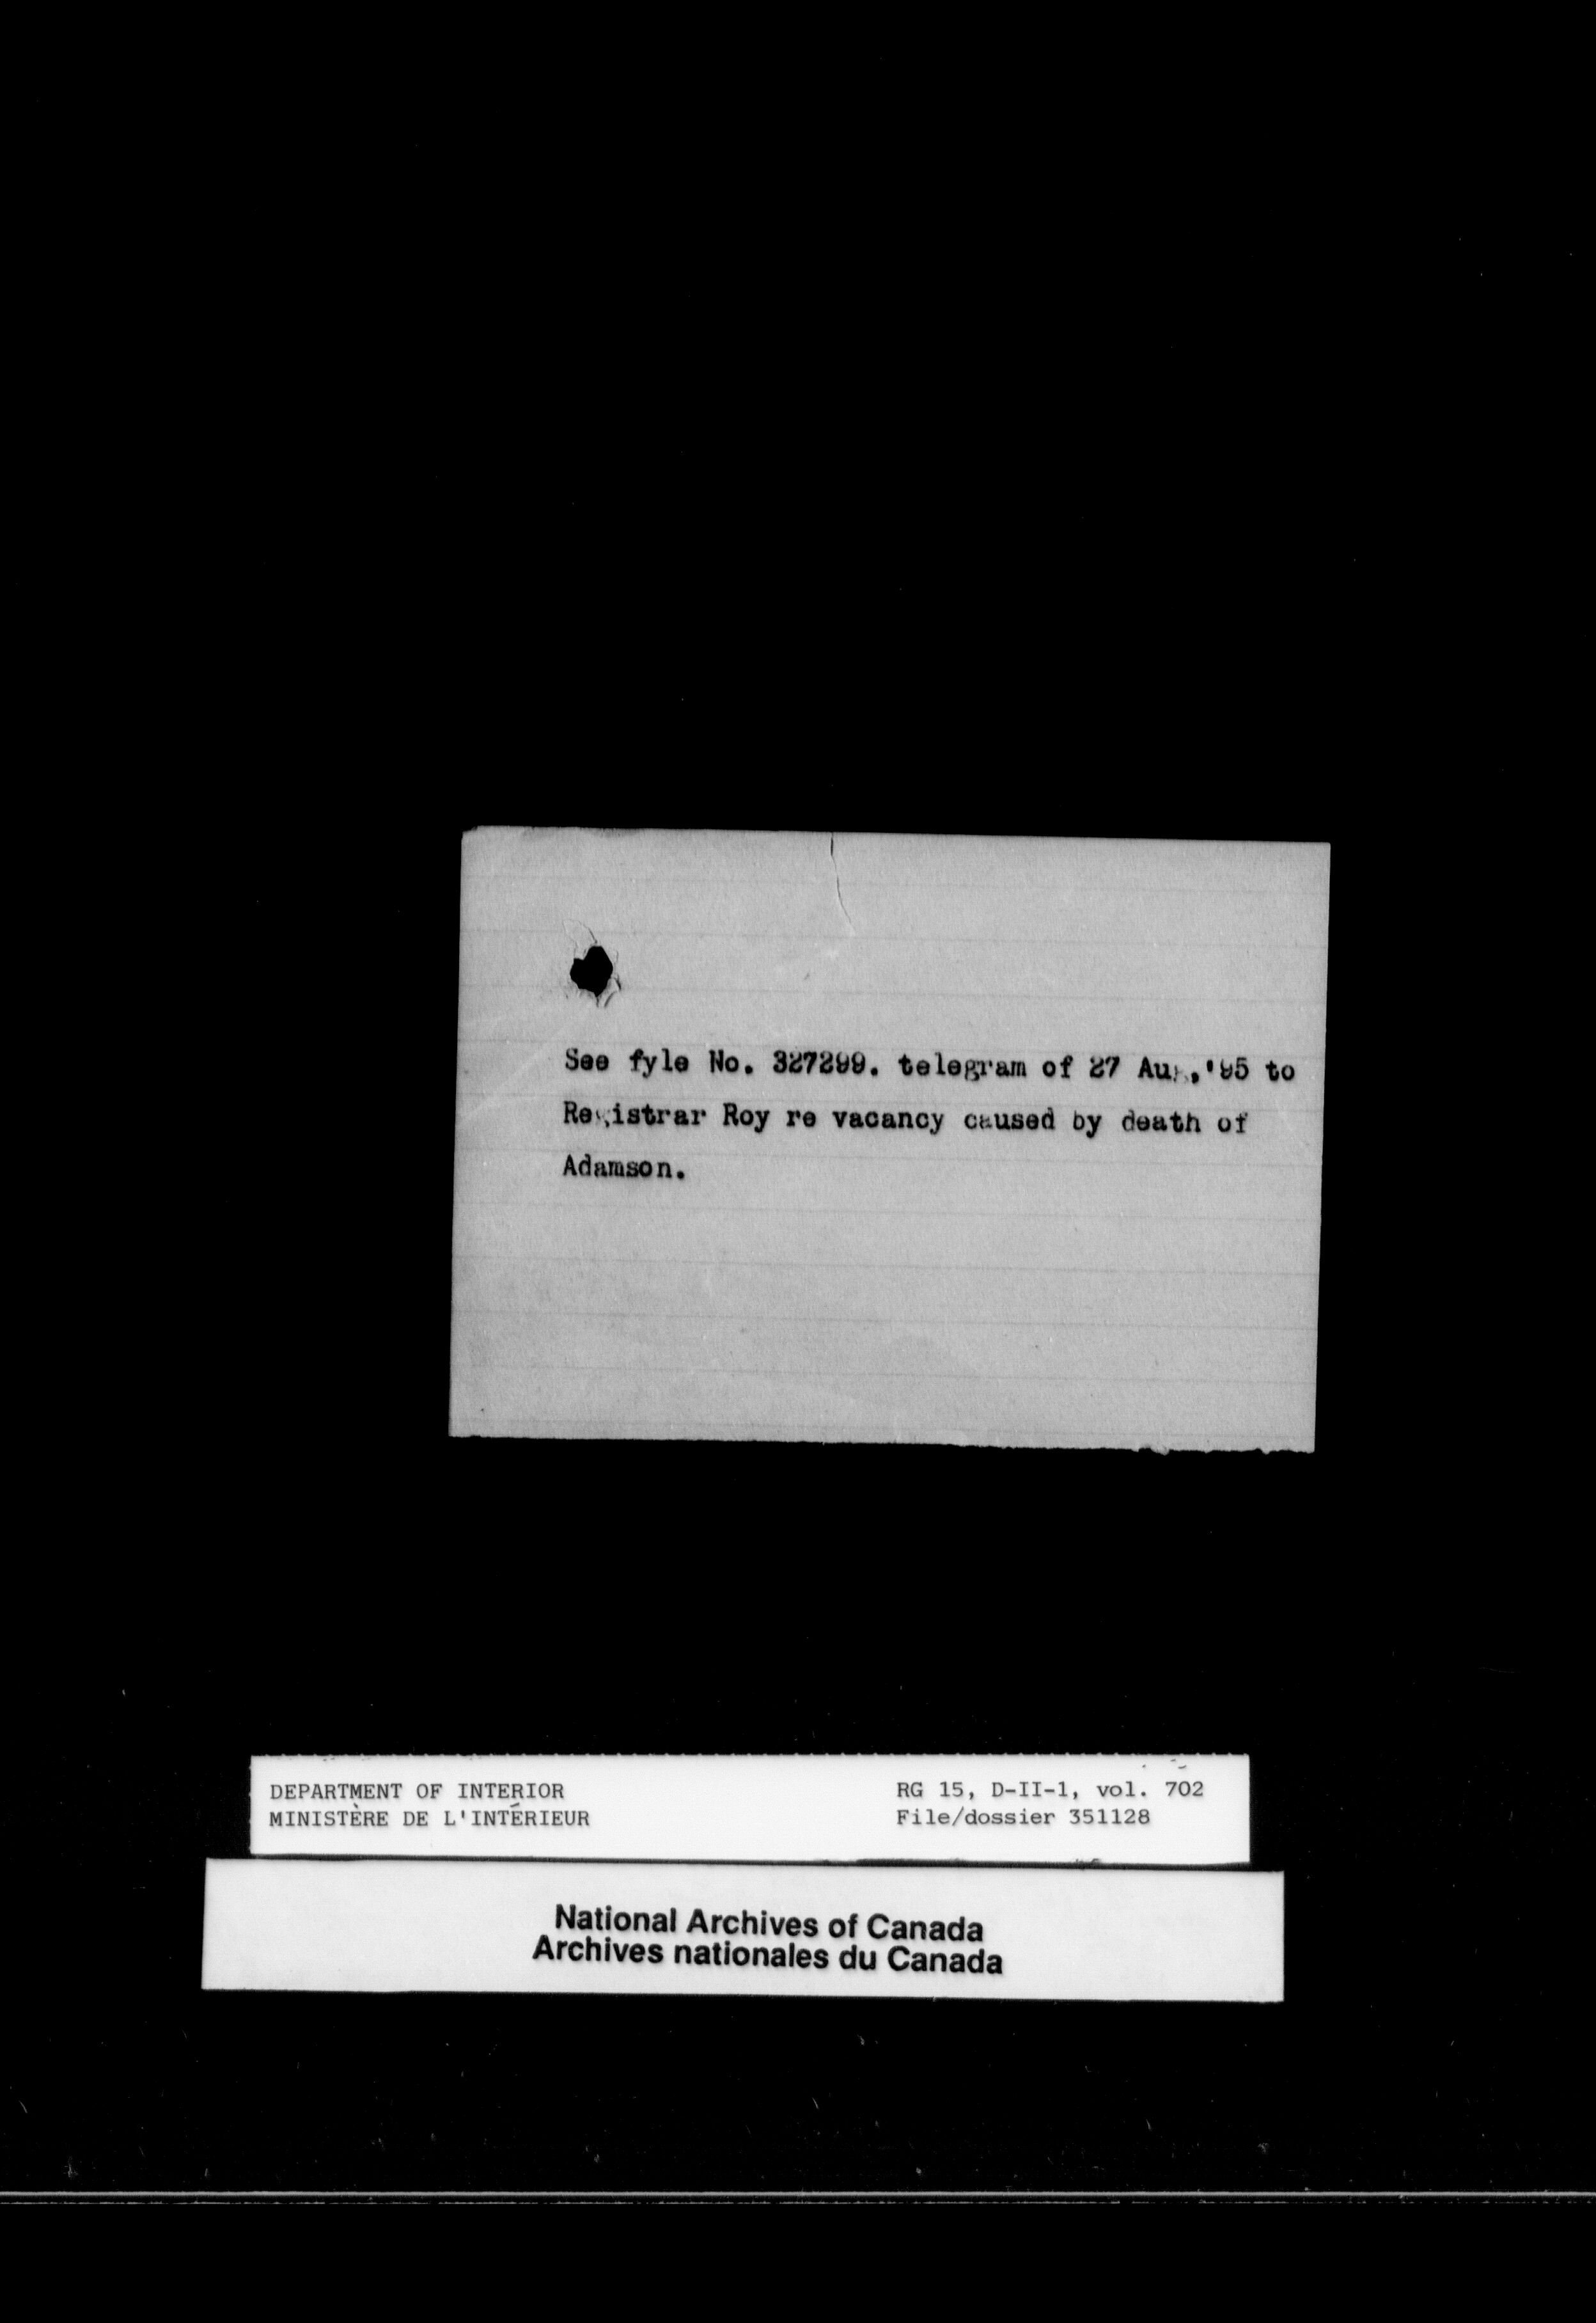 See fyle No. 327299. telegram of 27 Aug,'95 to
Registrar Roy re vacancy caused by death of
Adamson.
DEPARTMENT OF INTERIOR
MINISTÈRE DE L'INTÉRIEUR
RG 15, D-II-1, vol. 702
File/dossier 351128
National Archives of Canada
Archives nationales du Canada